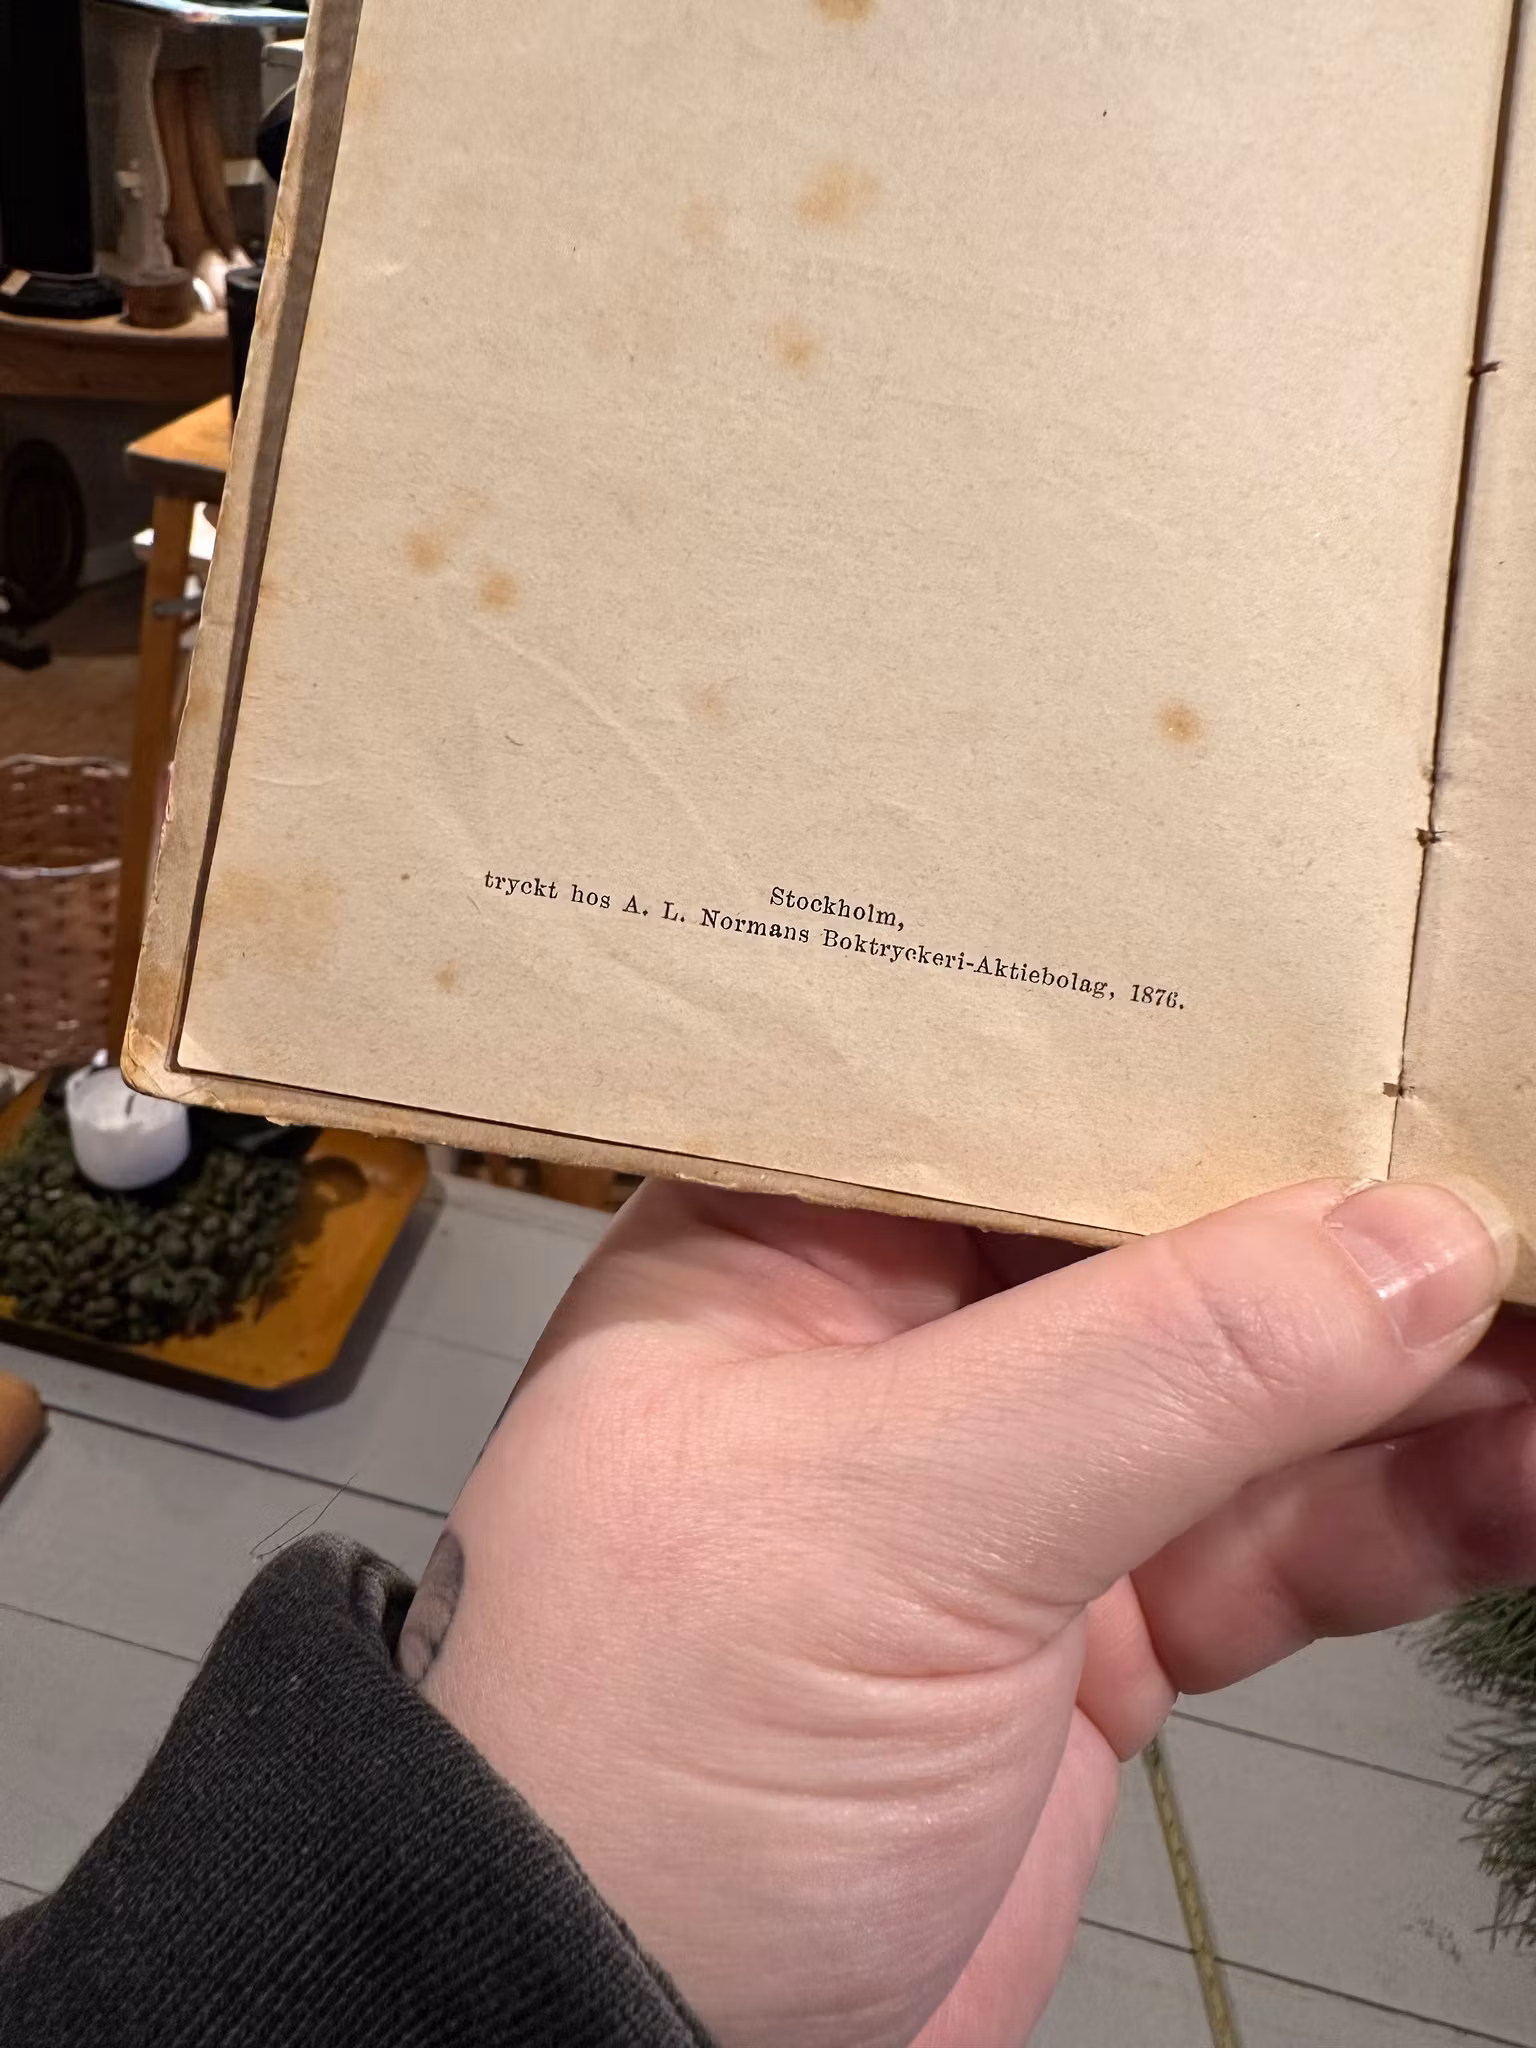 Stockholm,
tryckt hos A. L. Normans Boktryckeri-Aktiebolag, 1876.